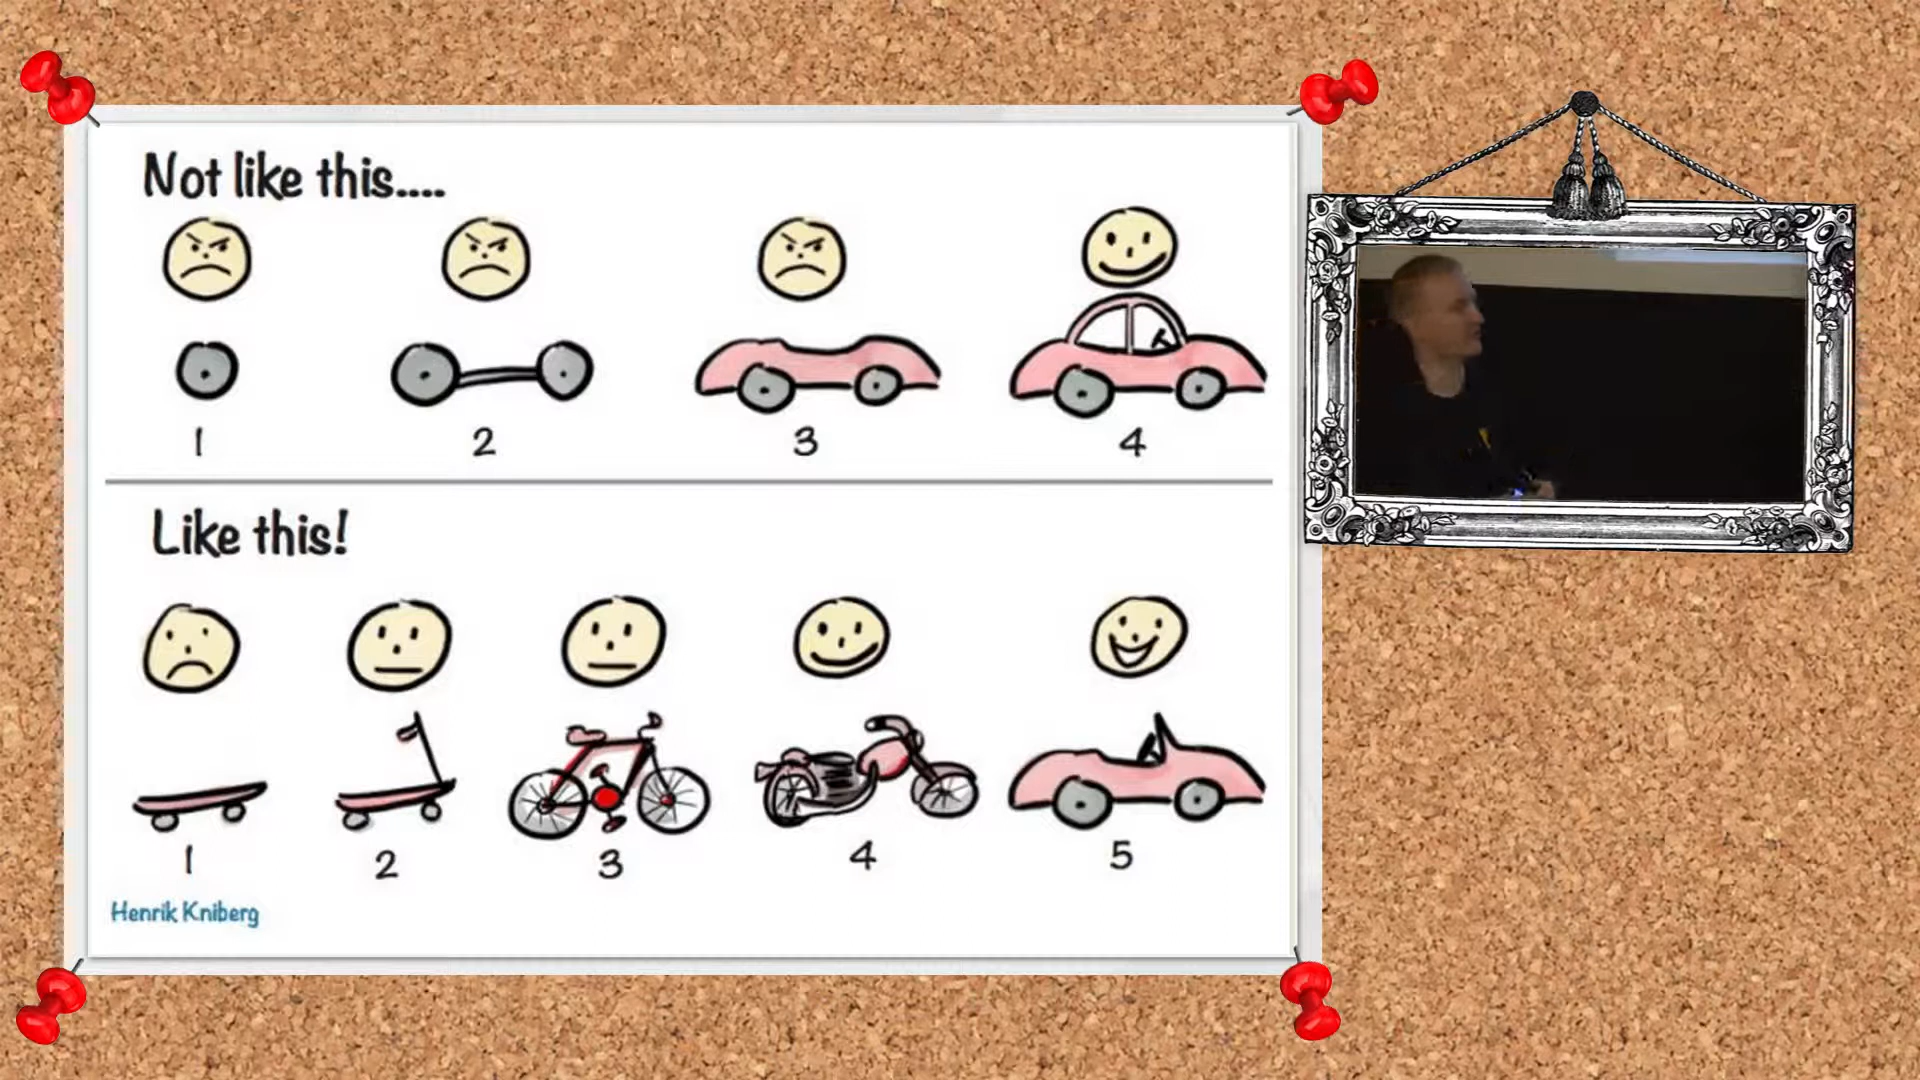 Not like this....
1 2 3 4
Like this!
1 2 3 4 5
Henrik Kniberg